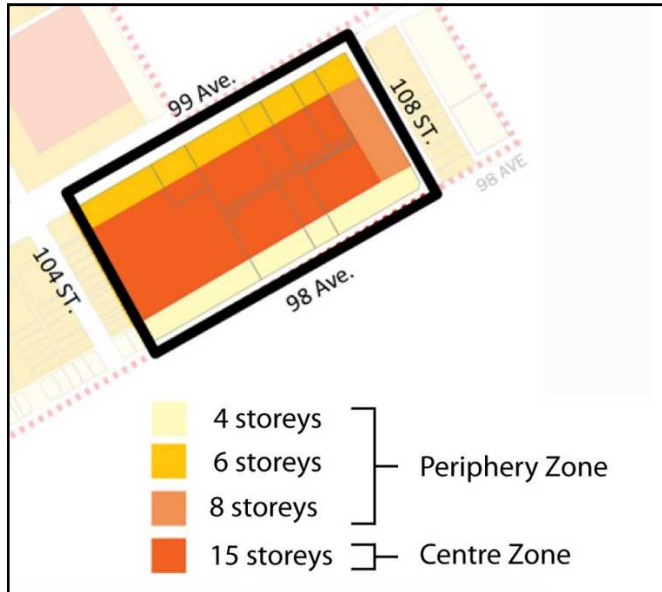 99 Ave.
108 ST.
98 AVE
104 ST.
98 Ave.
4 storeys
6 storeys
8 storeys
Periphery Zone
15 storeys
Centre Zone